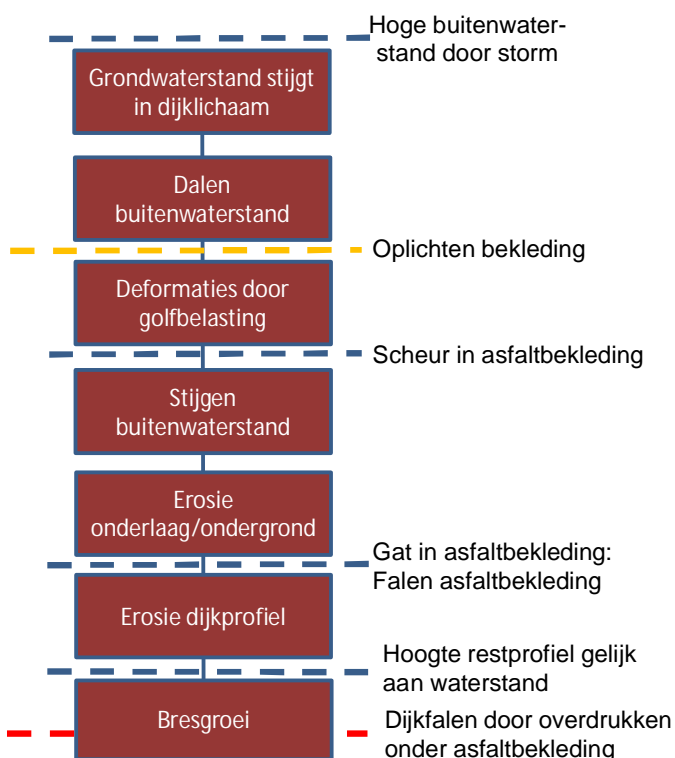 Hoge buitenwater-
stand door storm
Grondwaterstand stijgt
in dijklichaam
Dalen
buitenwaterstand
Oplichten bekleding
Deformaties door
golfbelasting
Scheur in asfaltbekleding
Stijgen
buitenwaterstand
Erosie
onderlaag/ondergrond
Gat in asfaltbekleding:
Falen asfaltbekleding
Erosie dijkprofiel
Hoogte restprofiel gelijk
aan waterstand
Bresgroei
Dijkfalen door overdrukken
onder asfaltbekleding